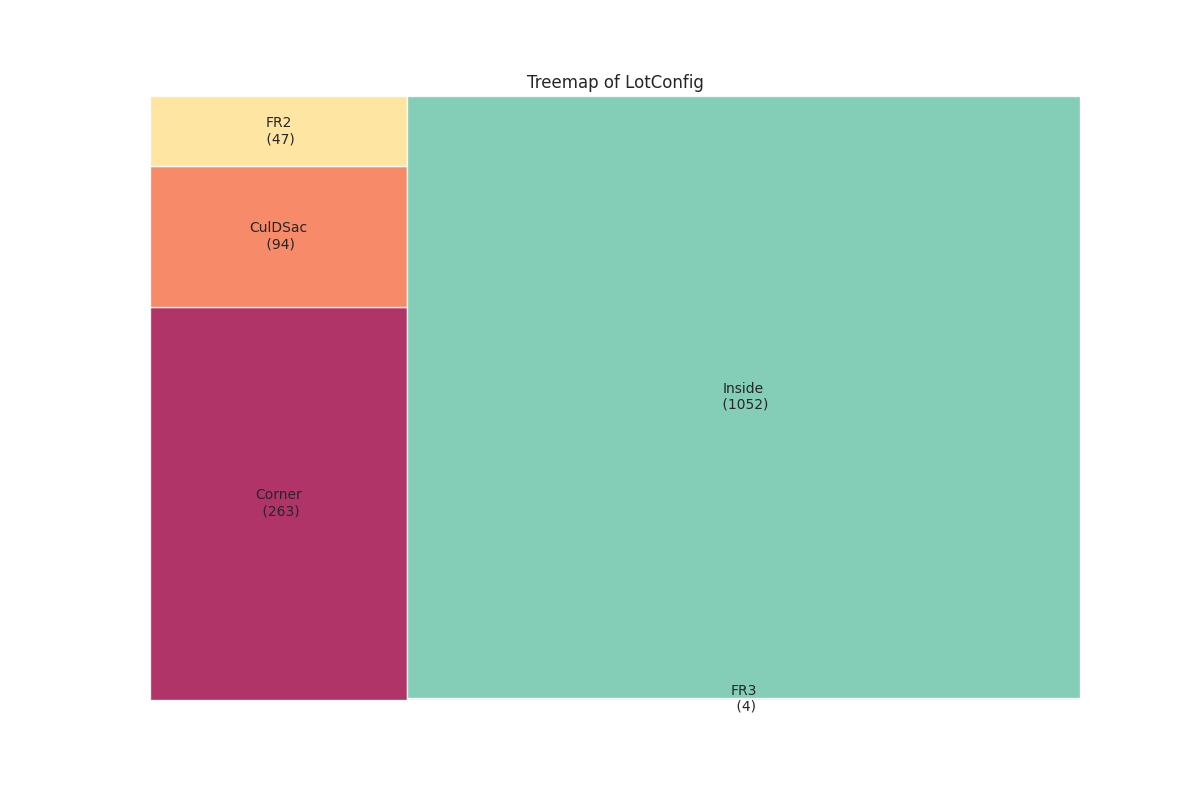 Treemap of LotConfig
FR2
(47)
CulDSac
(94)
Inside
(1052)
Corner
(263)
FR3
(4)